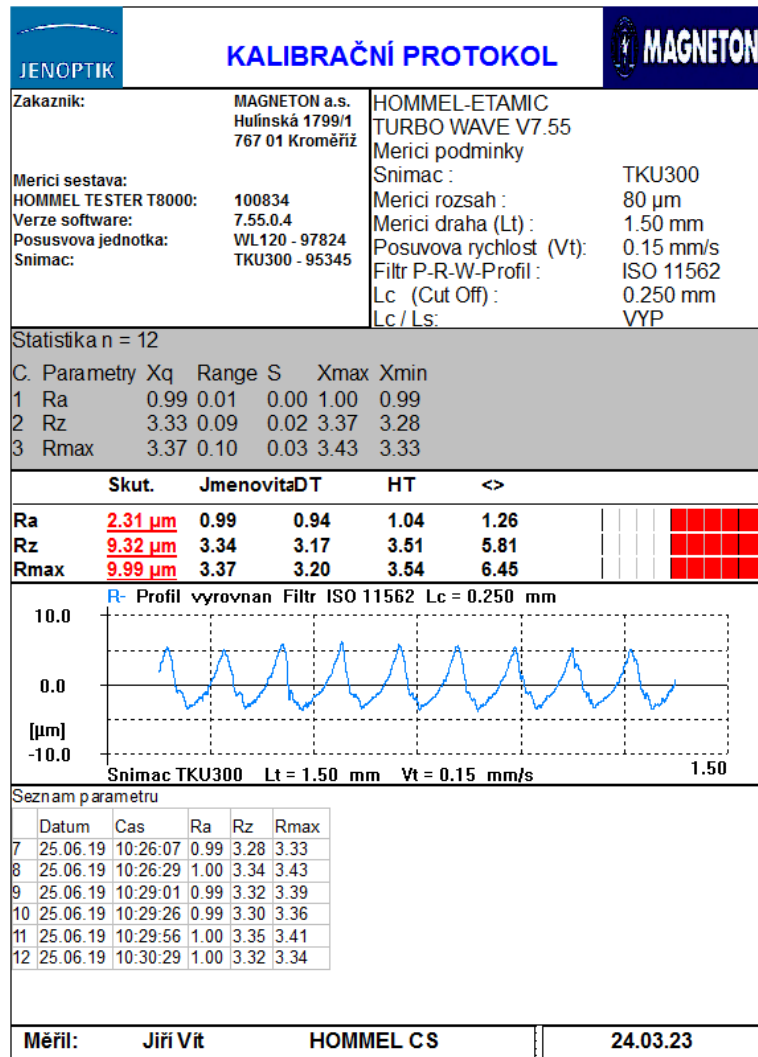 JENOPTIK
KALIBRAČNÍ PROTOKOL
MAGNETON
Zakaznik: MAGNETON a.s.
Hulínská 1799/1
767 01 Kroměříž
Merici sestava:
HOMMEL TESTER T8000: 100834
Verze software: 7.55.0.4
Posusvova jednotka: WL120 - 97824
Snimac: TKU300 - 95345
HOMMEL-ETAMIC
TURBO WAVE V7.55
Merici podminky
Snimac : TKU300
Merici rozsah : 80 µm
Merici draha (Lt) : 1.50 mm
Posuvova rychlost (Vt): 0.15 mm/s
Filtr P-R-W-Profil : ISO 11562
Lc (Cut Off) : 0.250 mm
Lc / Ls: VYP
Statistika n = 12
C. Parametry Xq Range S Xmax Xmin
1 Ra 0.99 0.01 0.00 1.00 0.99
2 Rz 3.33 0.09 0.02 3.37 3.28
3 Rmax 3.37 0.10 0.03 3.43 3.33
Skut. JmenovitaDT HT <>
Ra 2.31 µm 0.99 0.94 1.04 1.26
Rz 9.32 µm 3.34 3.17 3.51 5.81
Rmax 9.99 µm 3.37 3.20 3.54 6.45
R- Profil vyrovnan Filtr ISO 11562 Lc = 0.250 mm
10.0
0.0
[µm]
-10.0
Snimac TKU300 Lt = 1.50 mm Vt = 0.15 mm/s 1.50
Seznam parametru
Datum Cas Ra Rz Rmax
7 25.06.19 10:26:07 0.99 3.28 3.33
8 25.06.19 10:26:29 1.00 3.34 3.43
9 25.06.19 10:29:01 0.99 3.32 3.39
10 25.06.19 10:29:26 0.99 3.30 3.36
11 25.06.19 10:29:56 1.00 3.35 3.41
12 25.06.19 10:30:29 1.00 3.32 3.34
Měřil: Jiří Vít HOMMEL CS 24.03.23